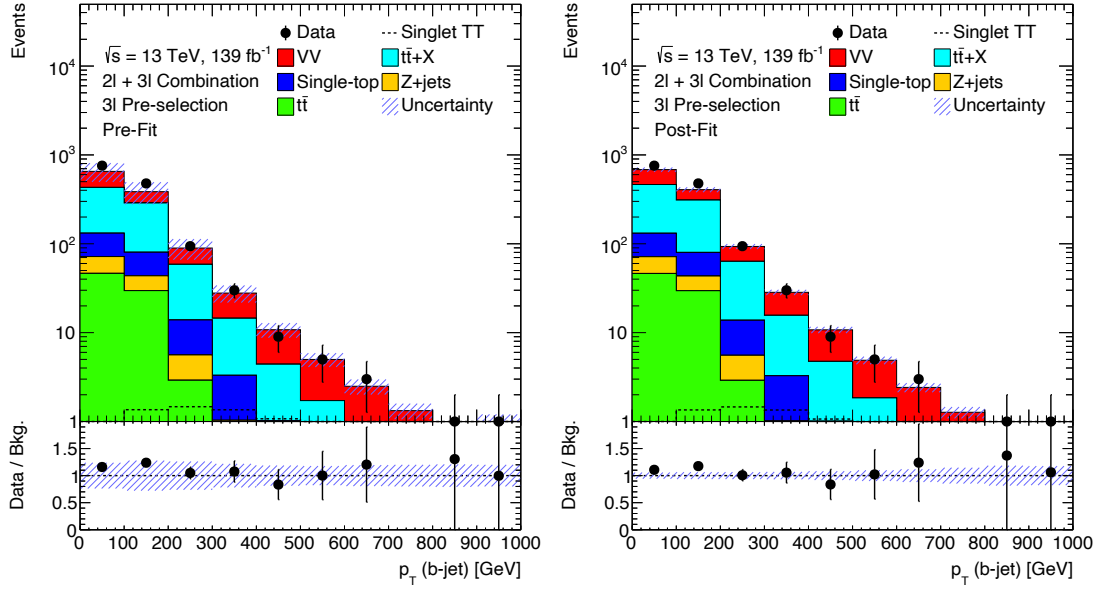 Events
Data
Singlet TT
√s = 13 TeV, 139 fb⁻¹
VV
tt̄+X
2l + 3l Combination
Single-top
Z+jets
3l Pre-selection
tt̄
Uncertainty
Pre-Fit
10⁴
10³
10²
10
1
Data / Bkg.
1.5
1
0.5
0
0 100 200 300 400 500 600 700 800 900 1000
p_T (b-jet) [GeV]
Events
Data
Singlet TT
√s = 13 TeV, 139 fb⁻¹
VV
tt̄+X
2l + 3l Combination
Single-top
Z+jets
3l Pre-selection
tt̄
Uncertainty
Post-Fit
10⁴
10³
10²
10
1
Data / Bkg.
1.5
1
0.5
0
0 100 200 300 400 500 600 700 800 900 1000
p_T (b-jet) [GeV]